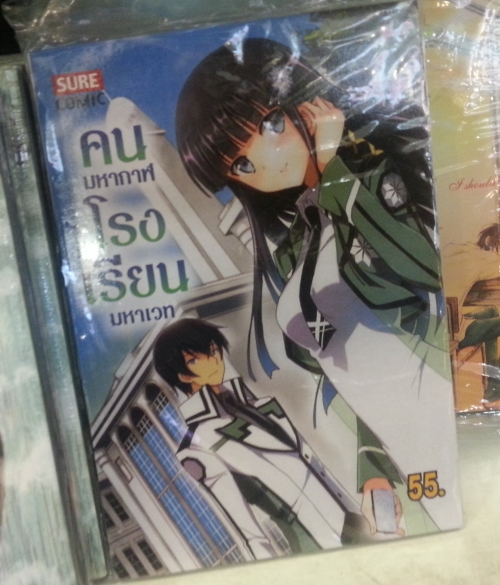 SURE
COMIC
คน
มหากาฬ
โรง
เรียน
มหาเวท
55.
I should